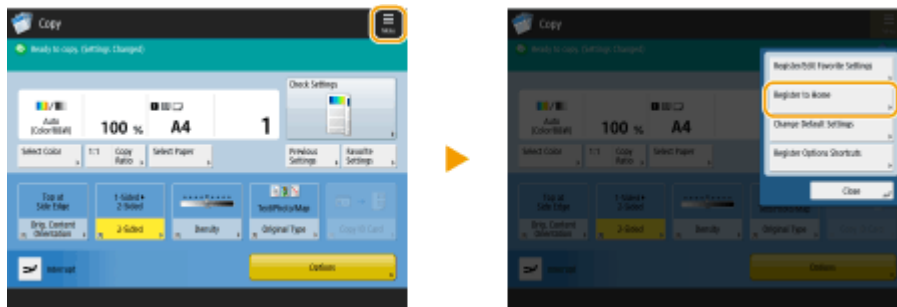 Copy
Menu
Ready to copy. (Settings Changed)
Check Settings
Auto
(Color/B&W)
100 %
A4
1
Select Color
1:1
Copy
Ratio
Select Paper
Previous
Settings
Favorite
Settings
Top at
Side Edge
1-Sided
2-Sided
Text/Photo/Map
Orig. Content
Orientation
2-Sided
Density
Original Type
Copy ID Card
Interrupt
Options
Copy
Ready to copy. (Settings Changed)
Register/Edit Favorite Settings
Register to Home
Change Default Settings
Register Options Shortcuts
Close
Auto
(Color/B&W)
100 %
A4
Select Color
1:1
Copy
Ratio
Select Paper
Top at
Side Edge
1-Sided
2-Sided
Orig. Content
Orientation
2-Sided
Density
Original Type
Interrupt
Options